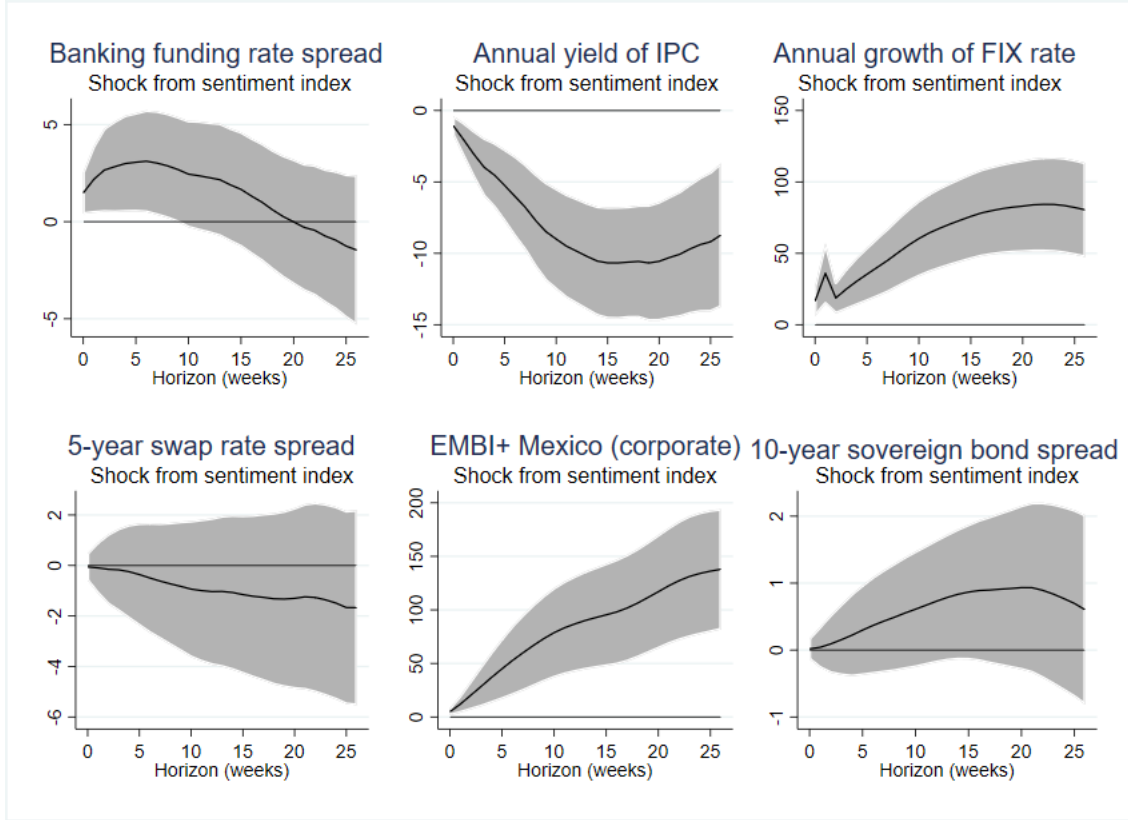 Banking funding rate spread
Shock from sentiment index
5
0
-5
0 5 10 15 20 25
Horizon (weeks)
Annual yield of IPC
Shock from sentiment index
0
-5
-10
-15
0 5 10 15 20 25
Horizon (weeks)
Annual growth of FIX rate
Shock from sentiment index
150
100
50
0
0 5 10 15 20 25
Horizon (weeks)
5-year swap rate spread
Shock from sentiment index
2
0
-2
-4
-6
0 5 10 15 20 25
Horizon (weeks)
EMBI+ Mexico (corporate)
Shock from sentiment index
200
150
100
50
0
0 5 10 15 20 25
Horizon (weeks)
10-year sovereign bond spread
Shock from sentiment index
2
1
0
-1
0 5 10 15 20 25
Horizon (weeks)